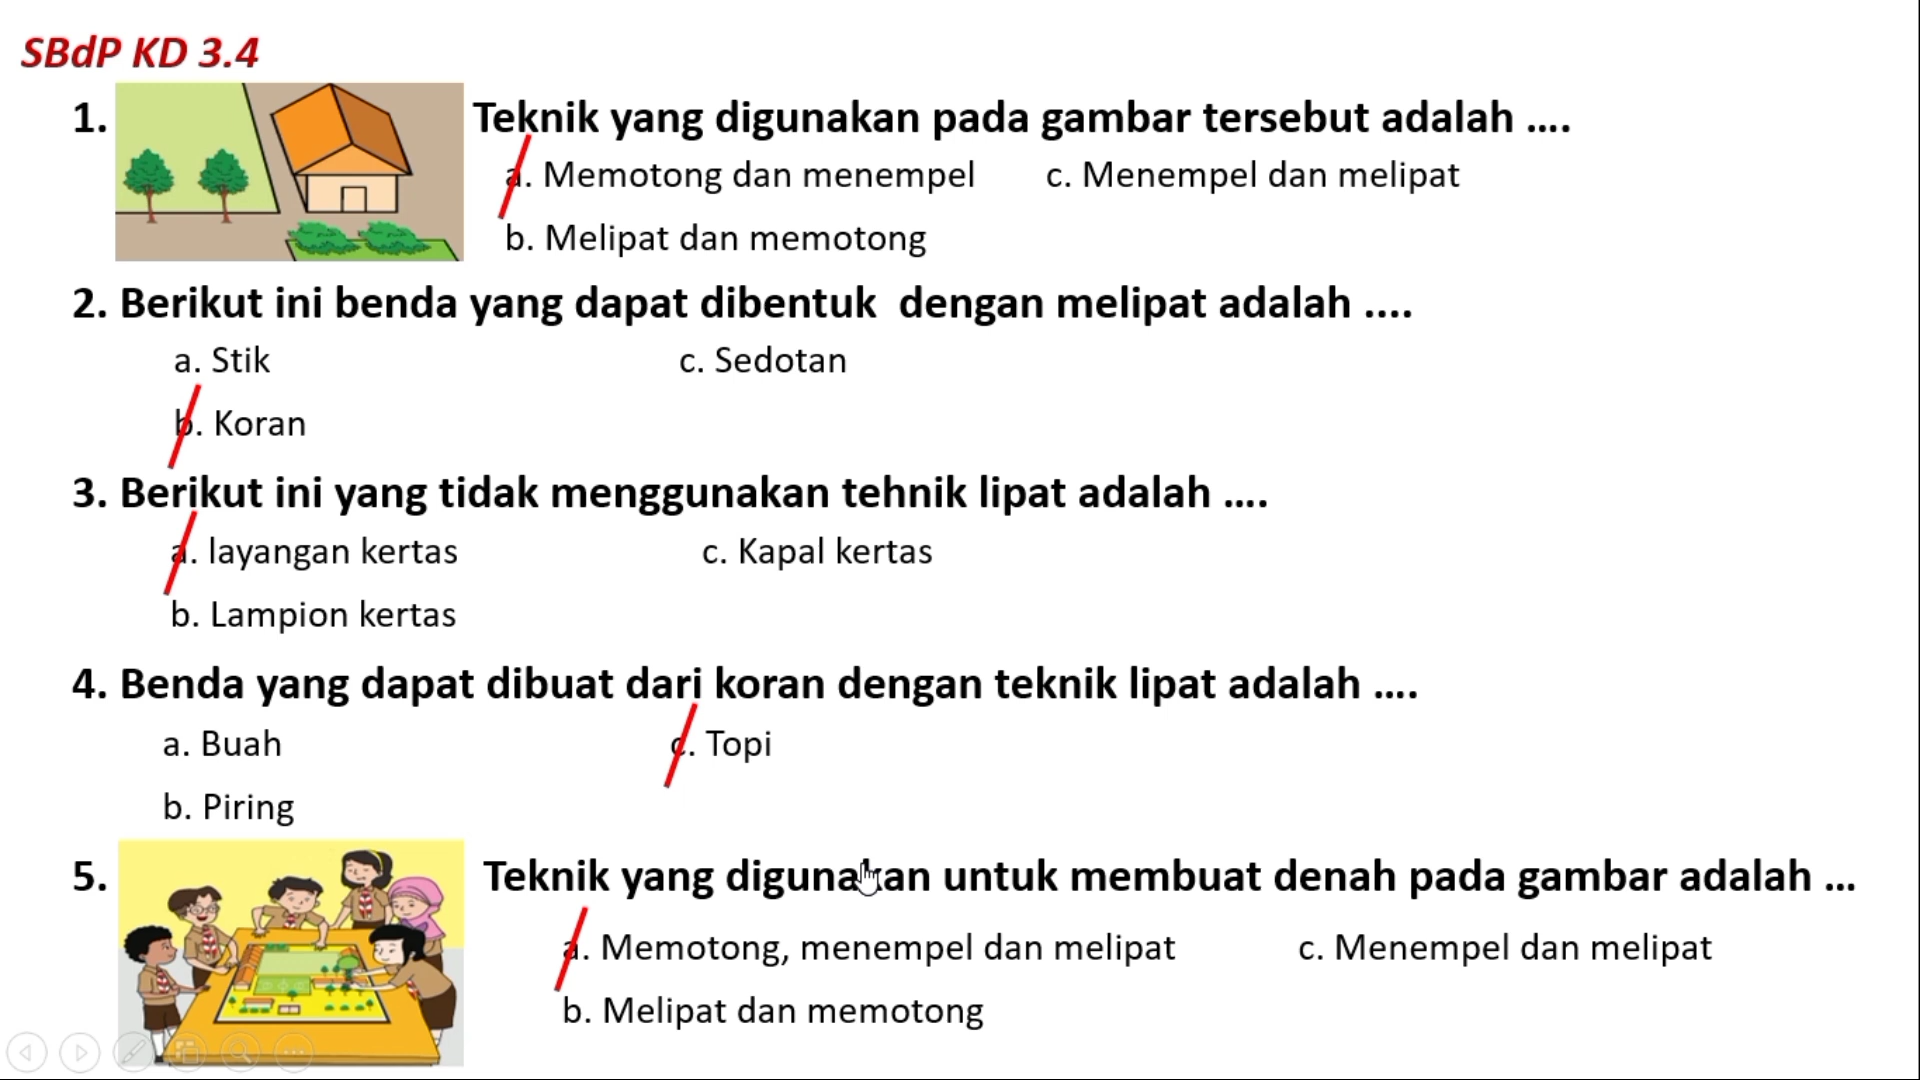 SBdP KD 3.4
1. Teknik yang digunakan pada gambar tersebut adalah ....
a. Memotong dan menempel c. Menempel dan melipat
b. Melipat dan memotong
2. Berikut ini benda yang dapat dibentuk dengan melipat adalah ....
a. Stik c. Sedotan
b. Koran
3. Berikut ini yang tidak menggunakan tehnik lipat adalah ....
a. layangan kertas c. Kapal kertas
b. Lampion kertas
4. Benda yang dapat dibuat dari koran dengan teknik lipat adalah ....
a. Buah c. Topi
b. Piring
5. Teknik yang digunakan untuk membuat denah pada gambar adalah ...
a. Memotong, menempel dan melipat c. Menempel dan melipat
b. Melipat dan memotong